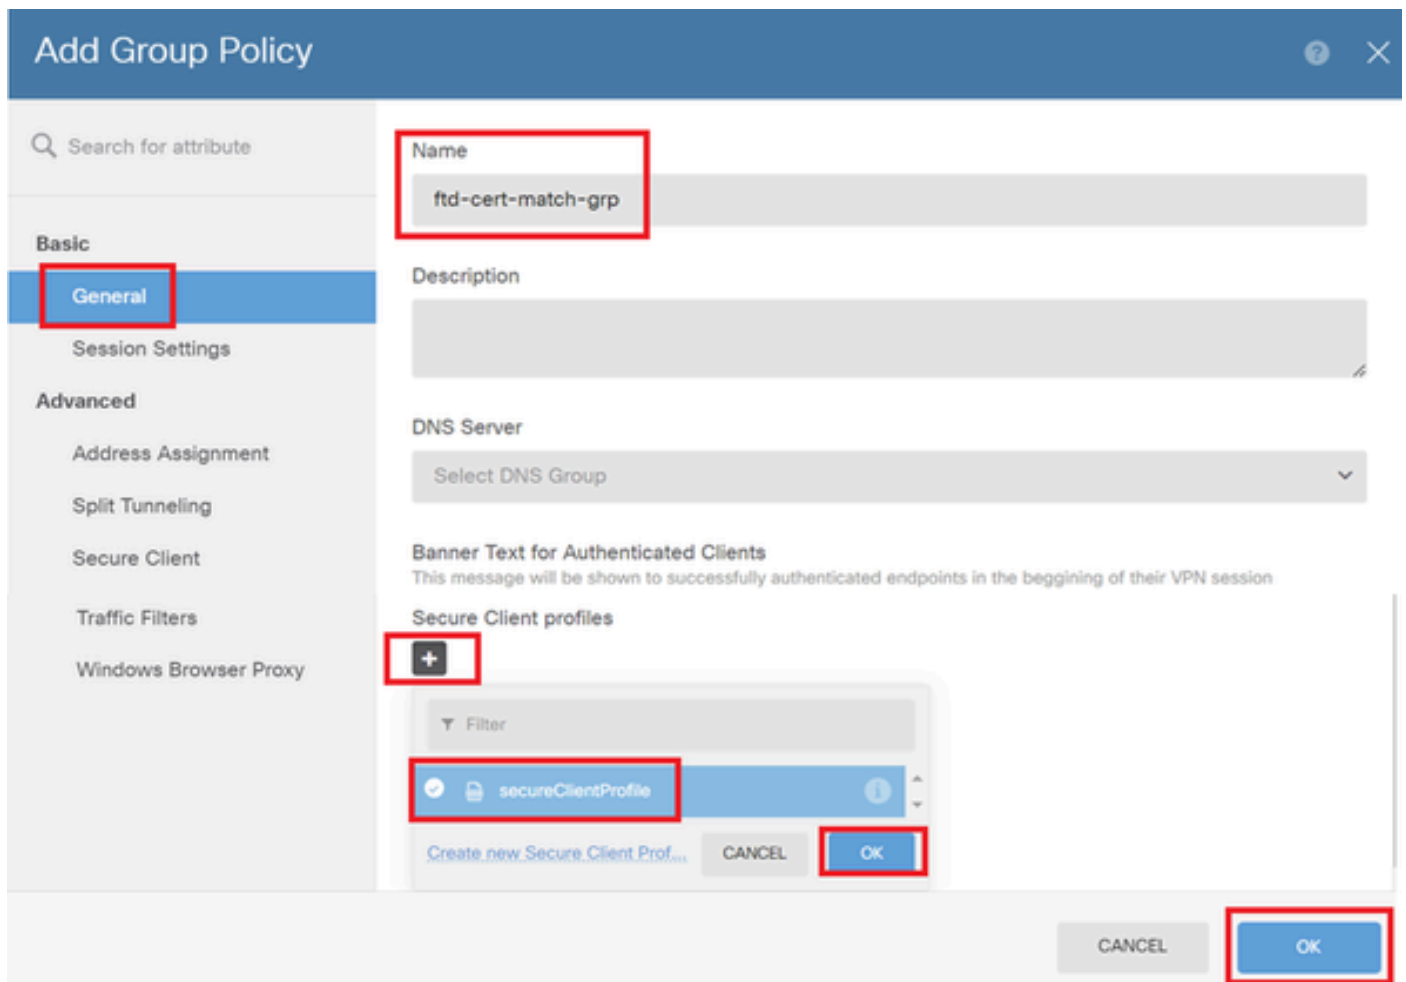 Add Group Policy
?
Search for attribute
Basic
General
Session Settings
Advanced
Address Assignment
Split Tunneling
Secure Client
Traffic Filters
Windows Browser Proxy
Name
ftd-cert-match-grp
Description
DNS Server
Select DNS Group
Banner Text for Authenticated Clients
This message will be shown to successfully authenticated endpoints in the beggining of their VPN session
Secure Client profiles
Filter
secureClientProfile
Create new Secure Client Prof...
CANCEL
OK
CANCEL
OK